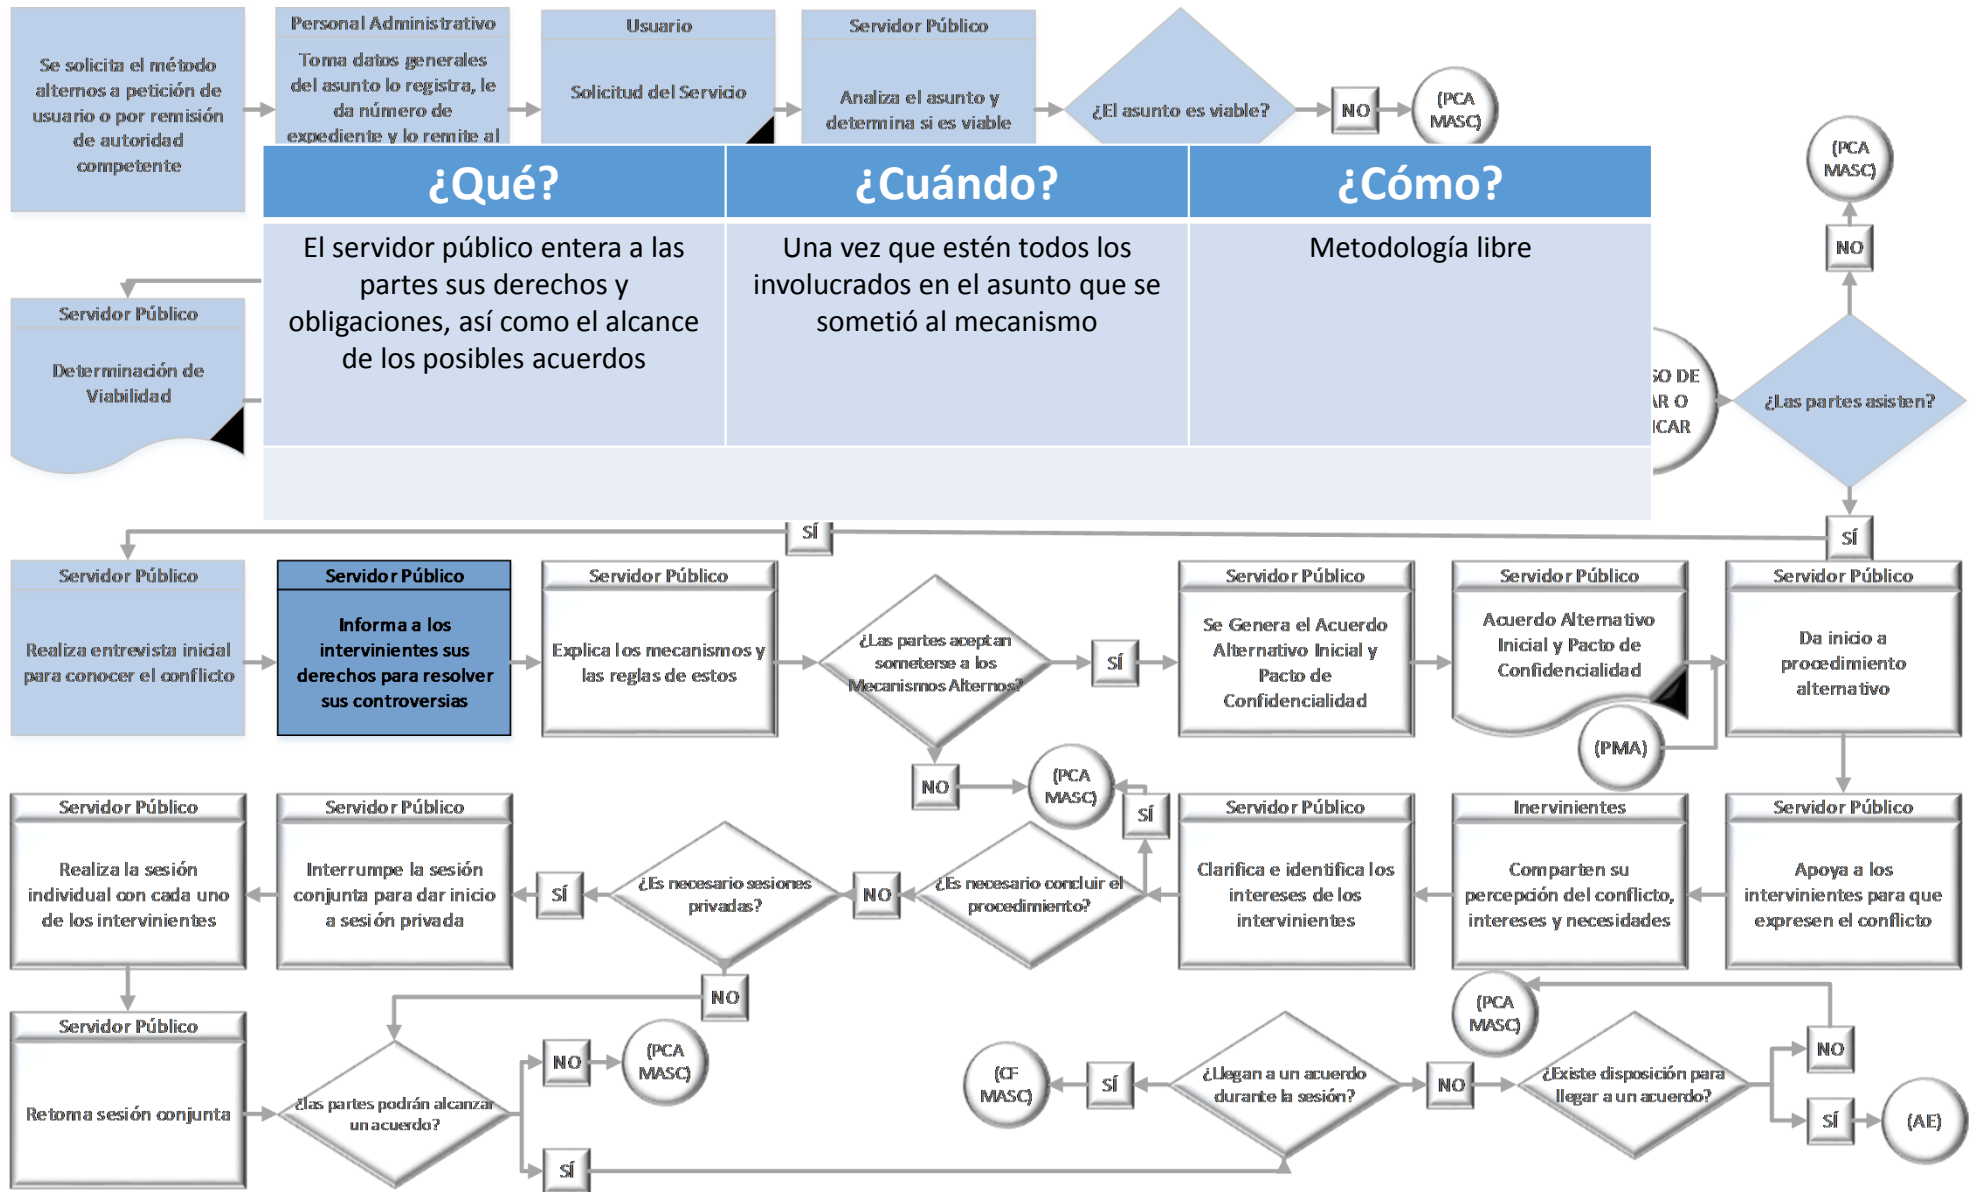 Se solicita el método
alternos a petición de
usuario o por remisión
de autoridad
competente
Personal Administrativo
Toma datos generales
del asunto lo registra, le
da número de
expediente y lo remite al
Usuario
Solicitud del Servicio
Servidor Público
Analiza el asunto y
determina si es viable
¿El asunto es viable?
NO
(PCA
MASC)
(PCA
MASC)
NO
¿Qué?
¿Cuándo?
¿Cómo?
El servidor público entera a las
partes sus derechos y
obligaciones, así como el alcance
de los posibles acuerdos
Una vez que estén todos los
involucrados en el asunto que se
sometió al mecanismo
Metodología libre
Servidor Público
Determinación de
Viabilidad
DE
O
¿Las partes asisten?
SÍ
SÍ
Servidor Público
Realiza entrevista inicial
para conocer el conflicto
Servidor Público
Informa a los
intervinientes sus
derechos para resolver
sus controversias
Servidor Público
Explica los mecanismos y
las reglas de estos
¿Las partes aceptan
someterse a los
Mecanismos Alternos?
SÍ
Servidor Público
Se Genera el Acuerdo
Alternativo Inicial y
Pacto de
Confidencialidad
Servidor Público
Acuerdo Alternativo
Inicial y Pacto de
Confidencialidad
(PMA)
Servidor Público
Da inicio a
procedimiento
alternativo
NO
(PCA
MASC)
SÍ
Servidor Público
Realiza la sesión
individual con cada uno
de los intervinientes
Servidor Público
Interrumpe la sesión
conjunta para dar inicio
a sesión privada
SÍ
¿Es necesario sesiones
privadas?
NO
¿Es necesario concluir el
procedimiento?
Servidor Público
Clarifica e identifica los
intereses de los
intervinientes
Inervinientes
Comparten su
percepción del conflicto,
intereses y necesidades
Servidor Público
Apoya a los
intervinientes para que
expresen el conflicto
NO
Servidor Público
Retoma sesión conjunta
¿las partes podrán alcanzar
un acuerdo?
NO
(PCA
MASC)
SÍ
(CF
MASC)
SÍ
¿Llegan a un acuerdo
durante la sesión?
NO
(PCA
MASC)
¿Existe disposición para
llegar a un acuerdo?
NO
SÍ
(AE)